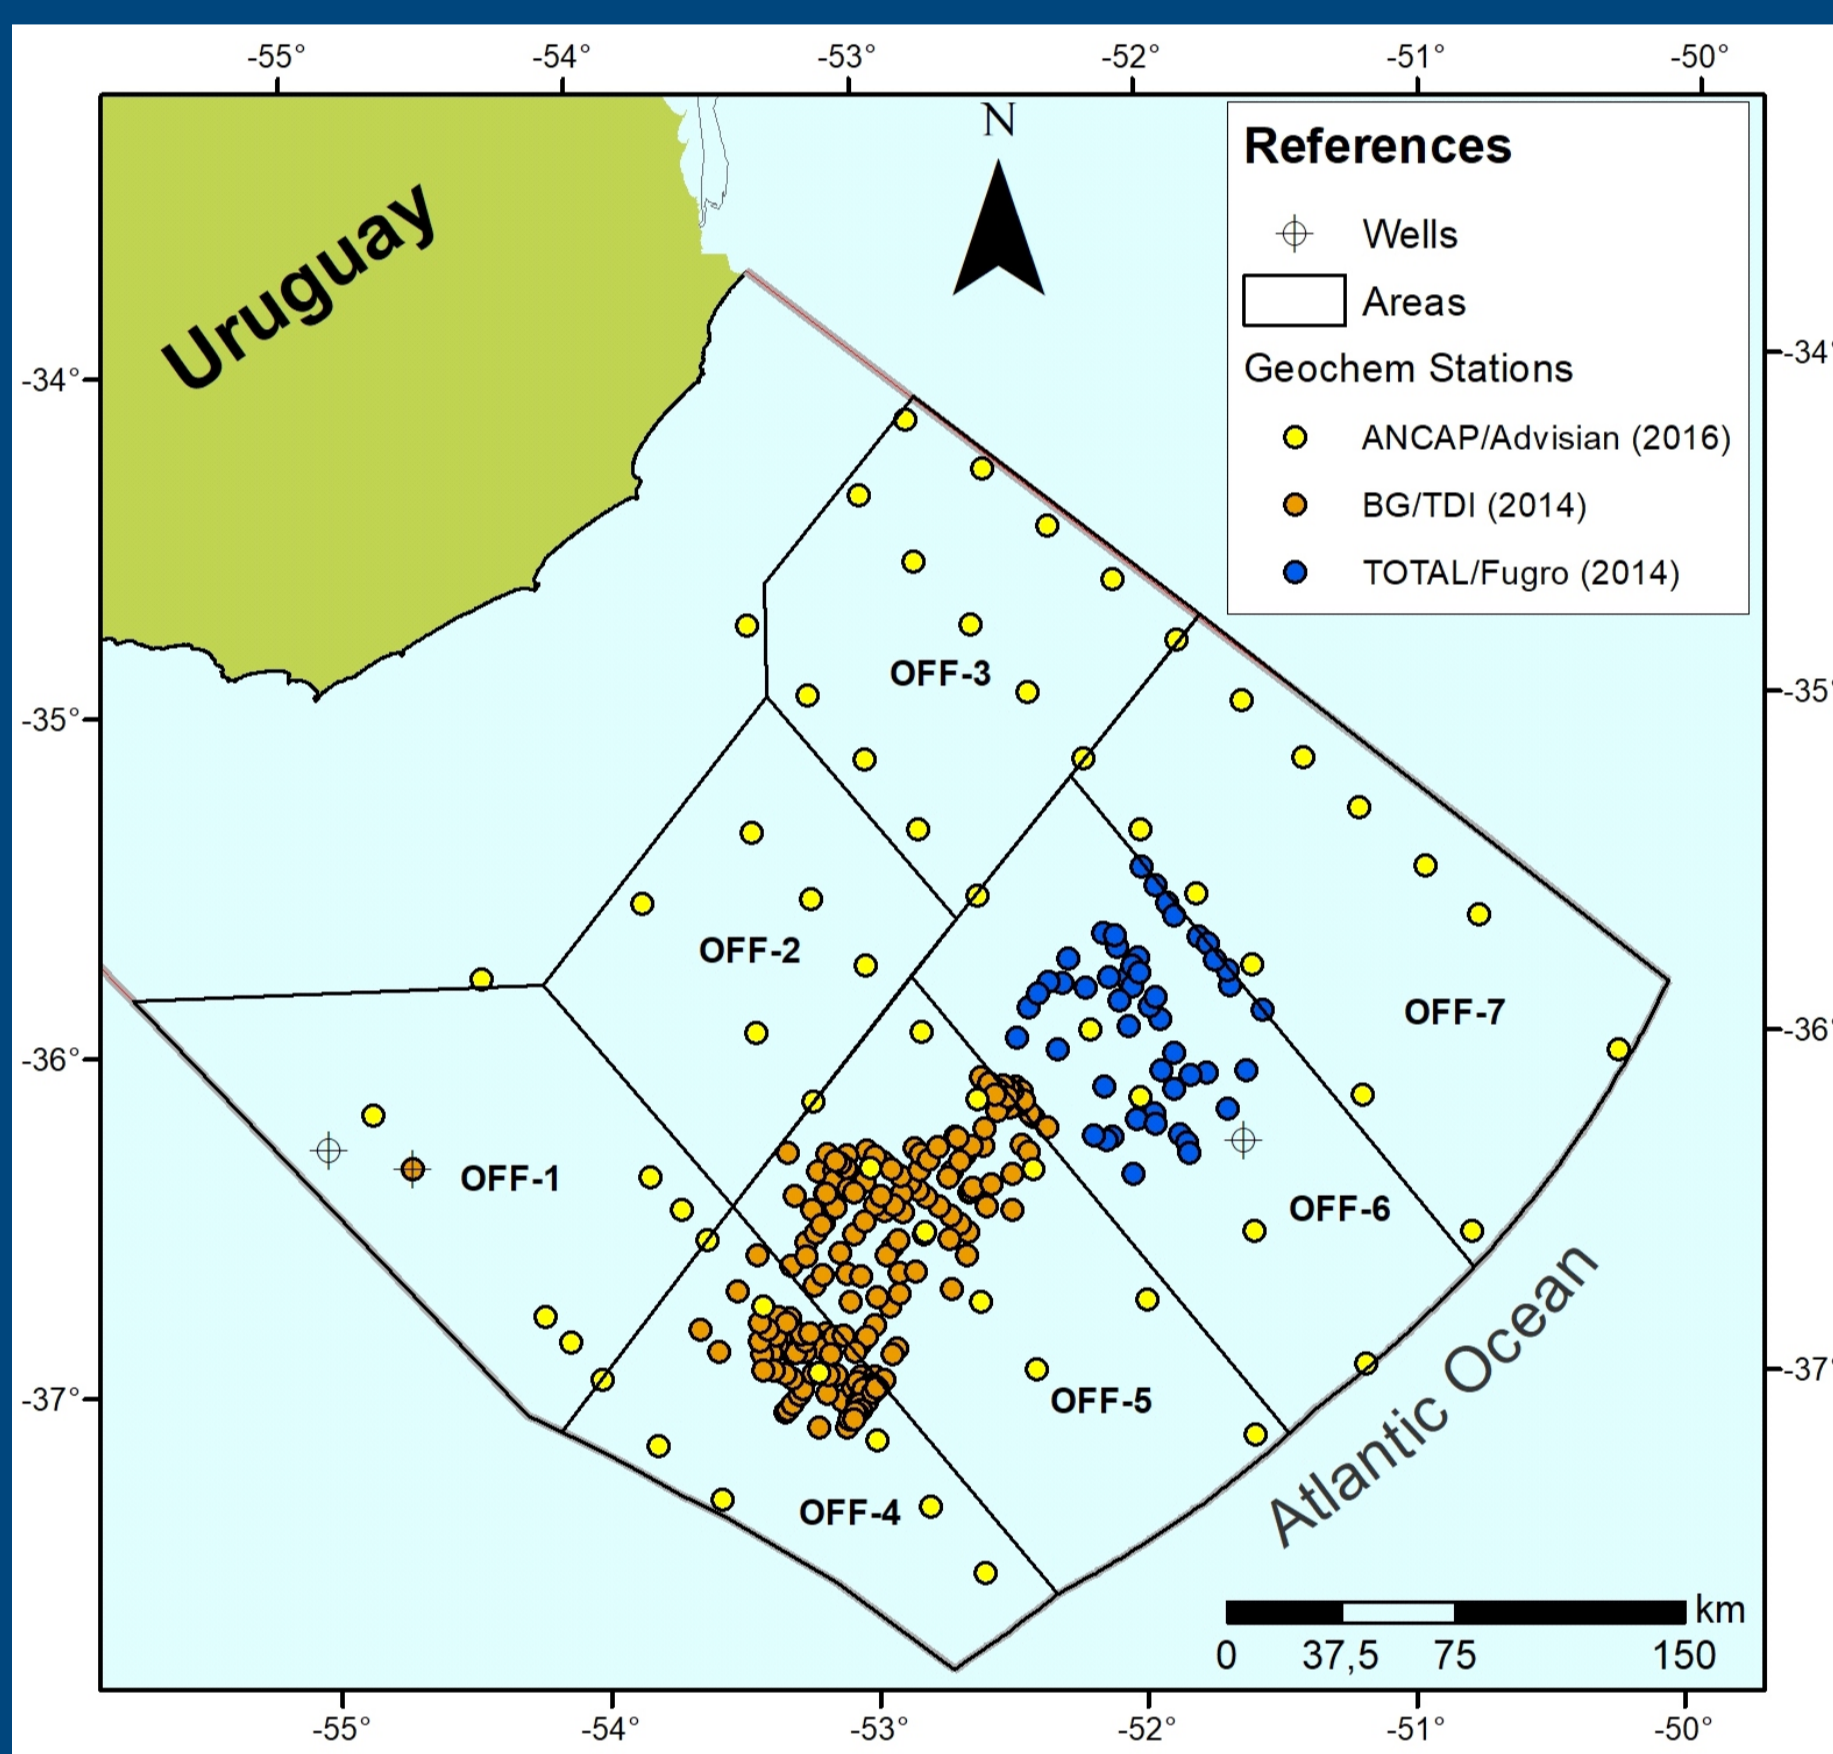 -55° -54° -53° -52° -51° -50°
N
References
Wells
Areas
Geochem Stations
ANCAP/Advisian (2016)
BG/TDI (2014)
TOTAL/Fugro (2014)
Uruguay
-34° -34°
OFF-3
-35° -35°
OFF-2
OFF-7
-36° -36°
OFF-1
OFF-6
Atlantic Ocean
-37° -37°
OFF-5
OFF-4
km
0 37,5 75 150
-55° -54° -53° -52° -51° -50°